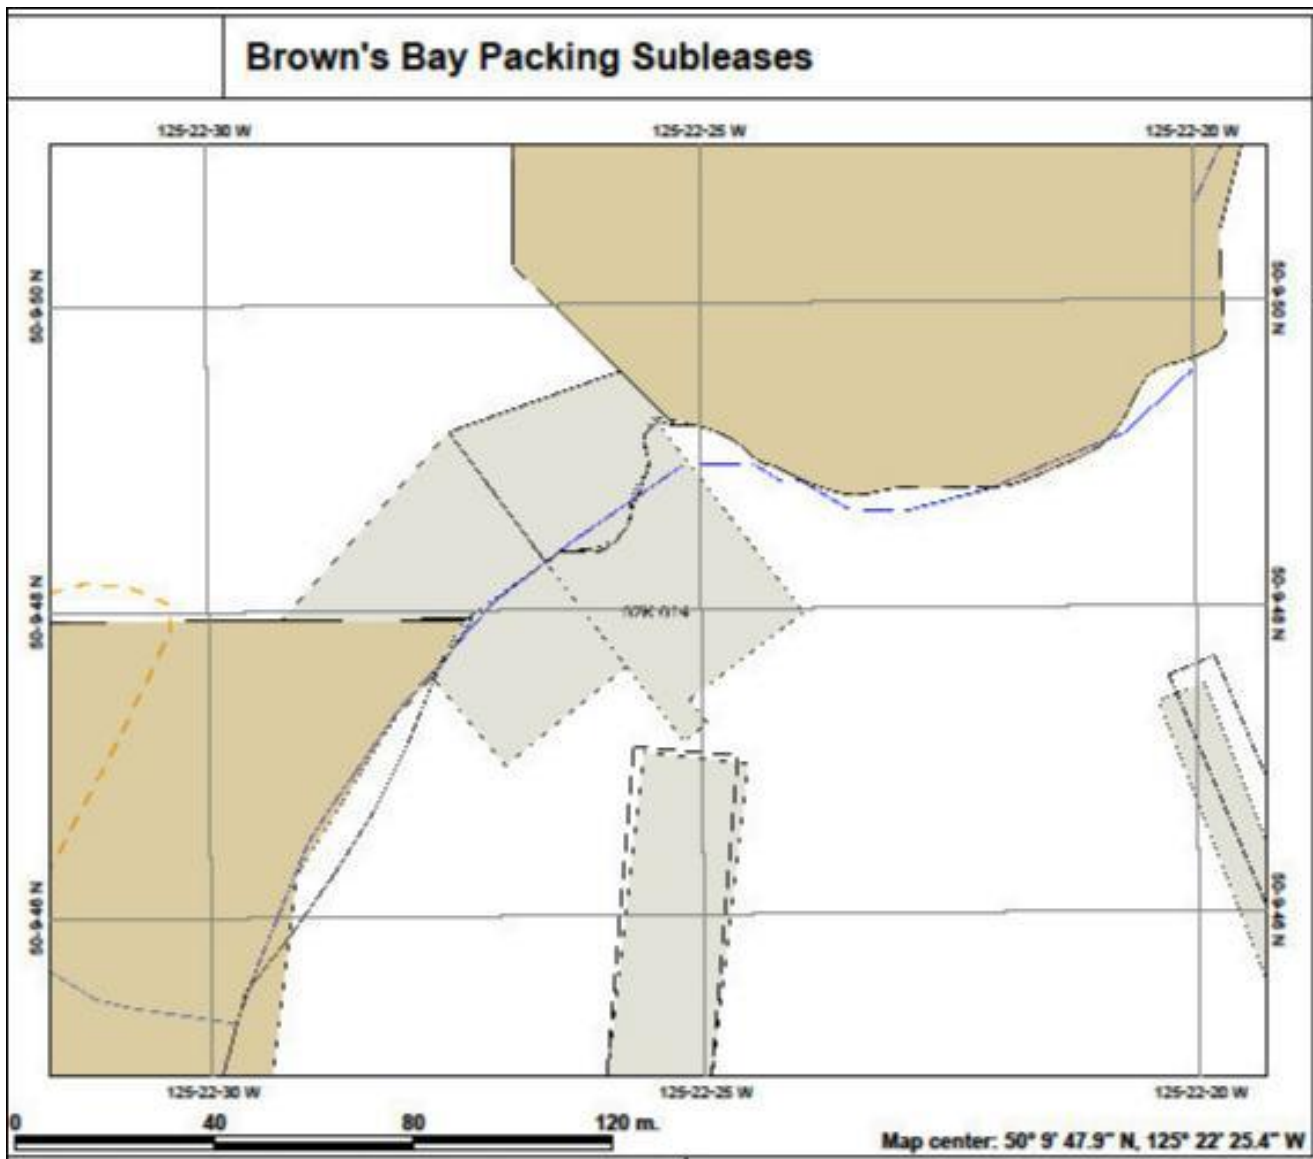 Brown's Bay Packing Subleases
125-22-30 W 125-22-25 W 125-22-20 W
50-9-50 N 50-9-50 N
50-9-48 N 50-9-48 N
50-9-46 N 50-9-46 N
125-22-30 W 125-22-25 W 125-22-20 W
0 40 80 120 m.
Map center: 50° 9' 47.9" N, 125° 22' 25.4" W